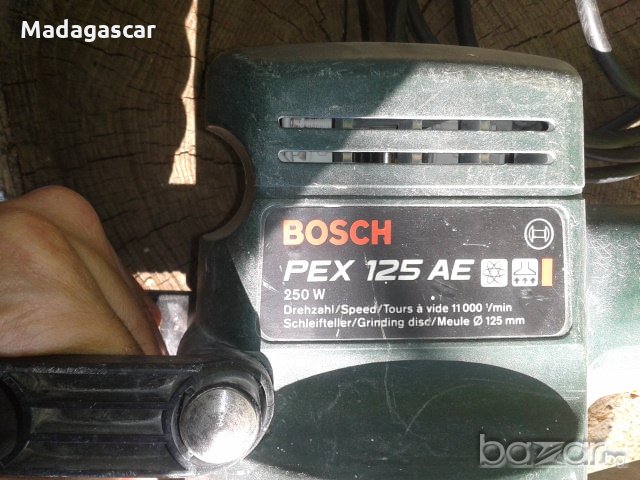 Madagascar
BOSCH
PEX 125 AE
250 W
Drehzahl/Speed/Tours à vide 11 000 1/min
Schleifteller/Grinding disc/Meule Ø 125 mm
bazar.bg